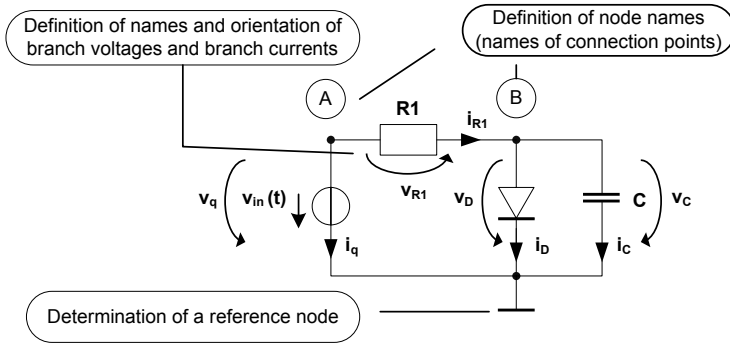 Definition of names and orientation of
branch voltages and branch currents
Definition of node names
(names of connection points)
A
B
R1
iR1
vR1
vq
vin (t)
iq
vD
iD
C
vC
iC
Determination of a reference node